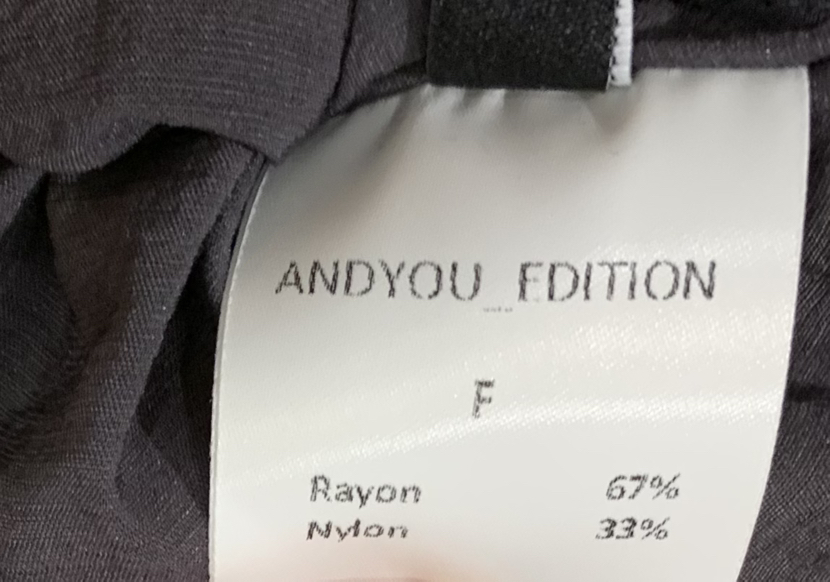 ANDYOU_EDITION
F
Rayon 67%
Nylon 33%